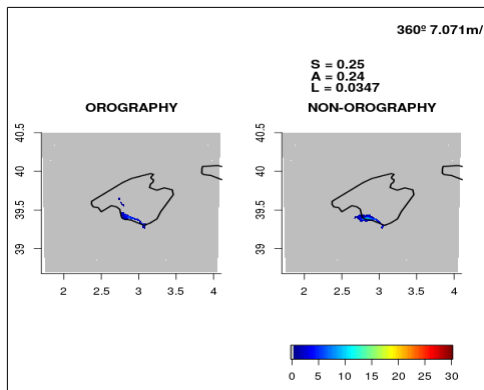 360º 7.071m/
S = 0.25
A = 0.24
L = 0.0347
OROGRAPHY
NON-OROGRAPHY
40.5
40
39.5
39
2 2.5 3 3.5 4
40.5
40
39.5
39
2 2.5 3 3.5 4
0 5 10 15 20 25 30